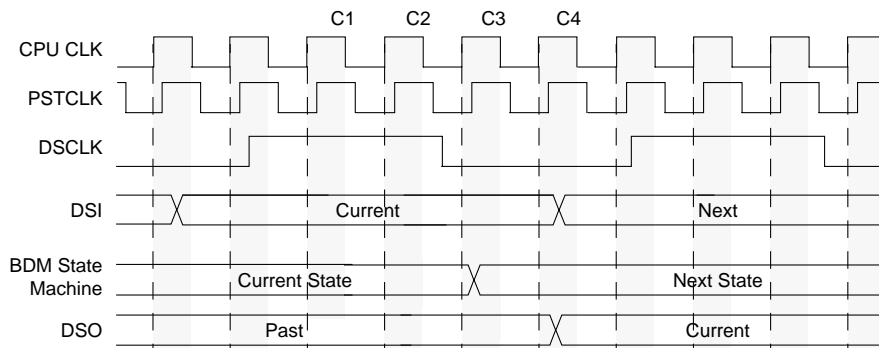 C1 C2 C3 C4
CPU CLK
PSTCLK
DSCLK
DSI Current Next
BDM State
Machine Current State Next State
DSO Past Current